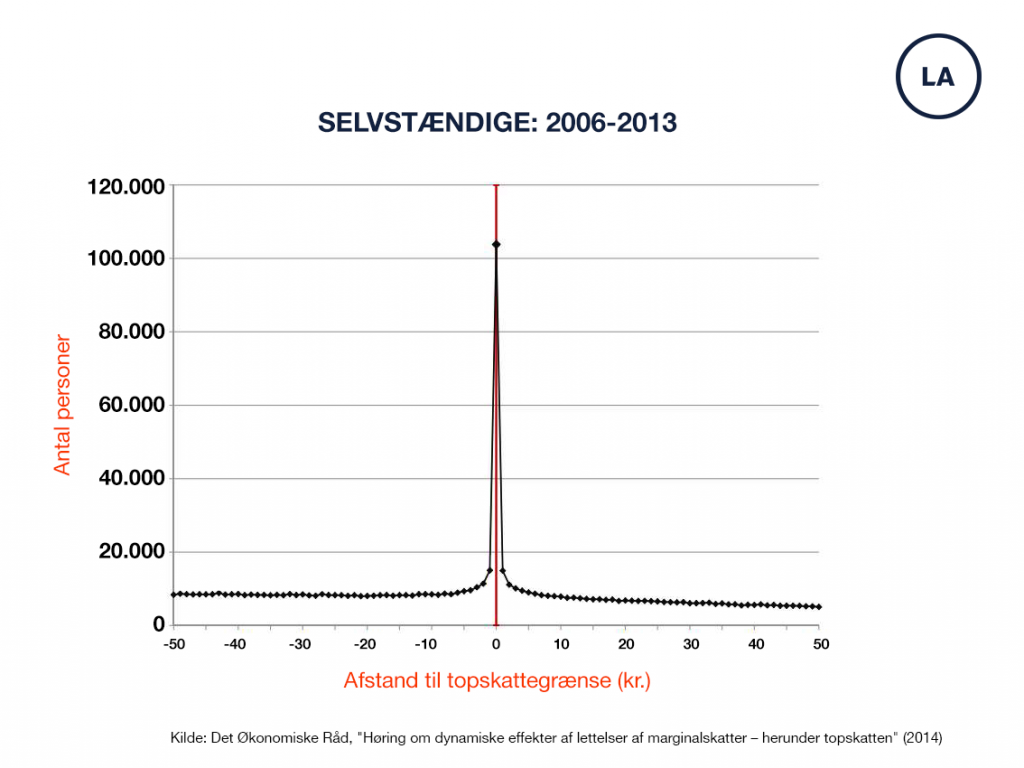 LA
SELVSTÆNDIGE: 2006-2013
120.000
100.000
80.000
60.000
40.000
20.000
0
Antal personer
-50 -40 -30 -20 -10 0 10 20 30 40 50
Afstand til topskattegrænse (kr.)
Kilde: Det Økonomiske Råd, "Høring om dynamiske effekter af lettelser af marginalskatter – herunder topskatten" (2014)